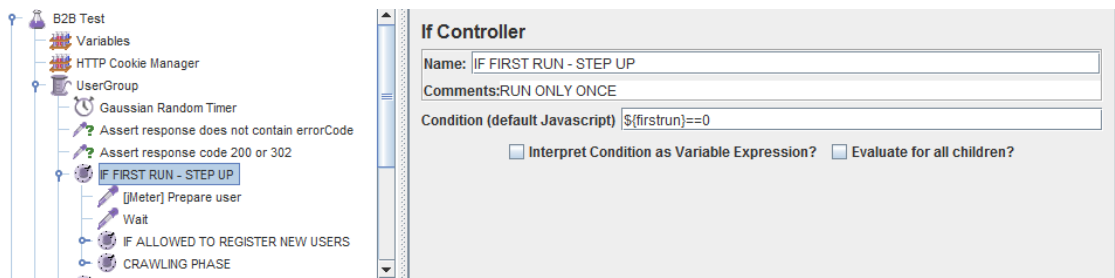 B2B Test
Variables
HTTP Cookie Manager
UserGroup
Gaussian Random Timer
Assert response does not contain errorCode
Assert response code 200 or 302
IF FIRST RUN - STEP UP
[jMeter] Prepare user
Wait
IF ALLOWED TO REGISTER NEW USERS
CRAWLING PHASE
If Controller
Name: IF FIRST RUN - STEP UP
Comments:RUN ONLY ONCE
Condition (default Javascript) ${firstrun}==0
Interpret Condition as Variable Expression? Evaluate for all children?